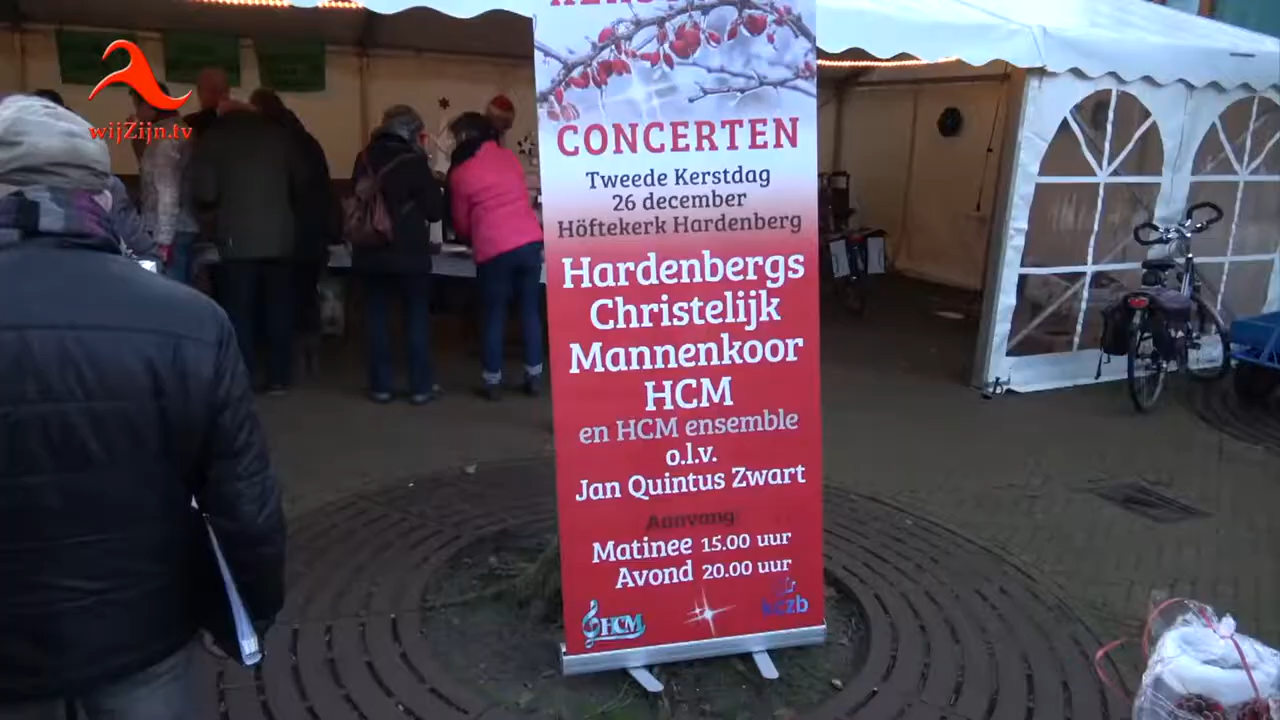 wijZijn.tv
CONCERTEN
Tweede Kerstdag
26 december
Höftekerk Hardenberg
Hardenbergs
Christelijk
Mannenkoor
HCM
en HCM ensemble
o.l.v.
Jan Quintus Zwart
Aanvang:
Matinee 15.00 uur
Avond 20.00 uur
HCM